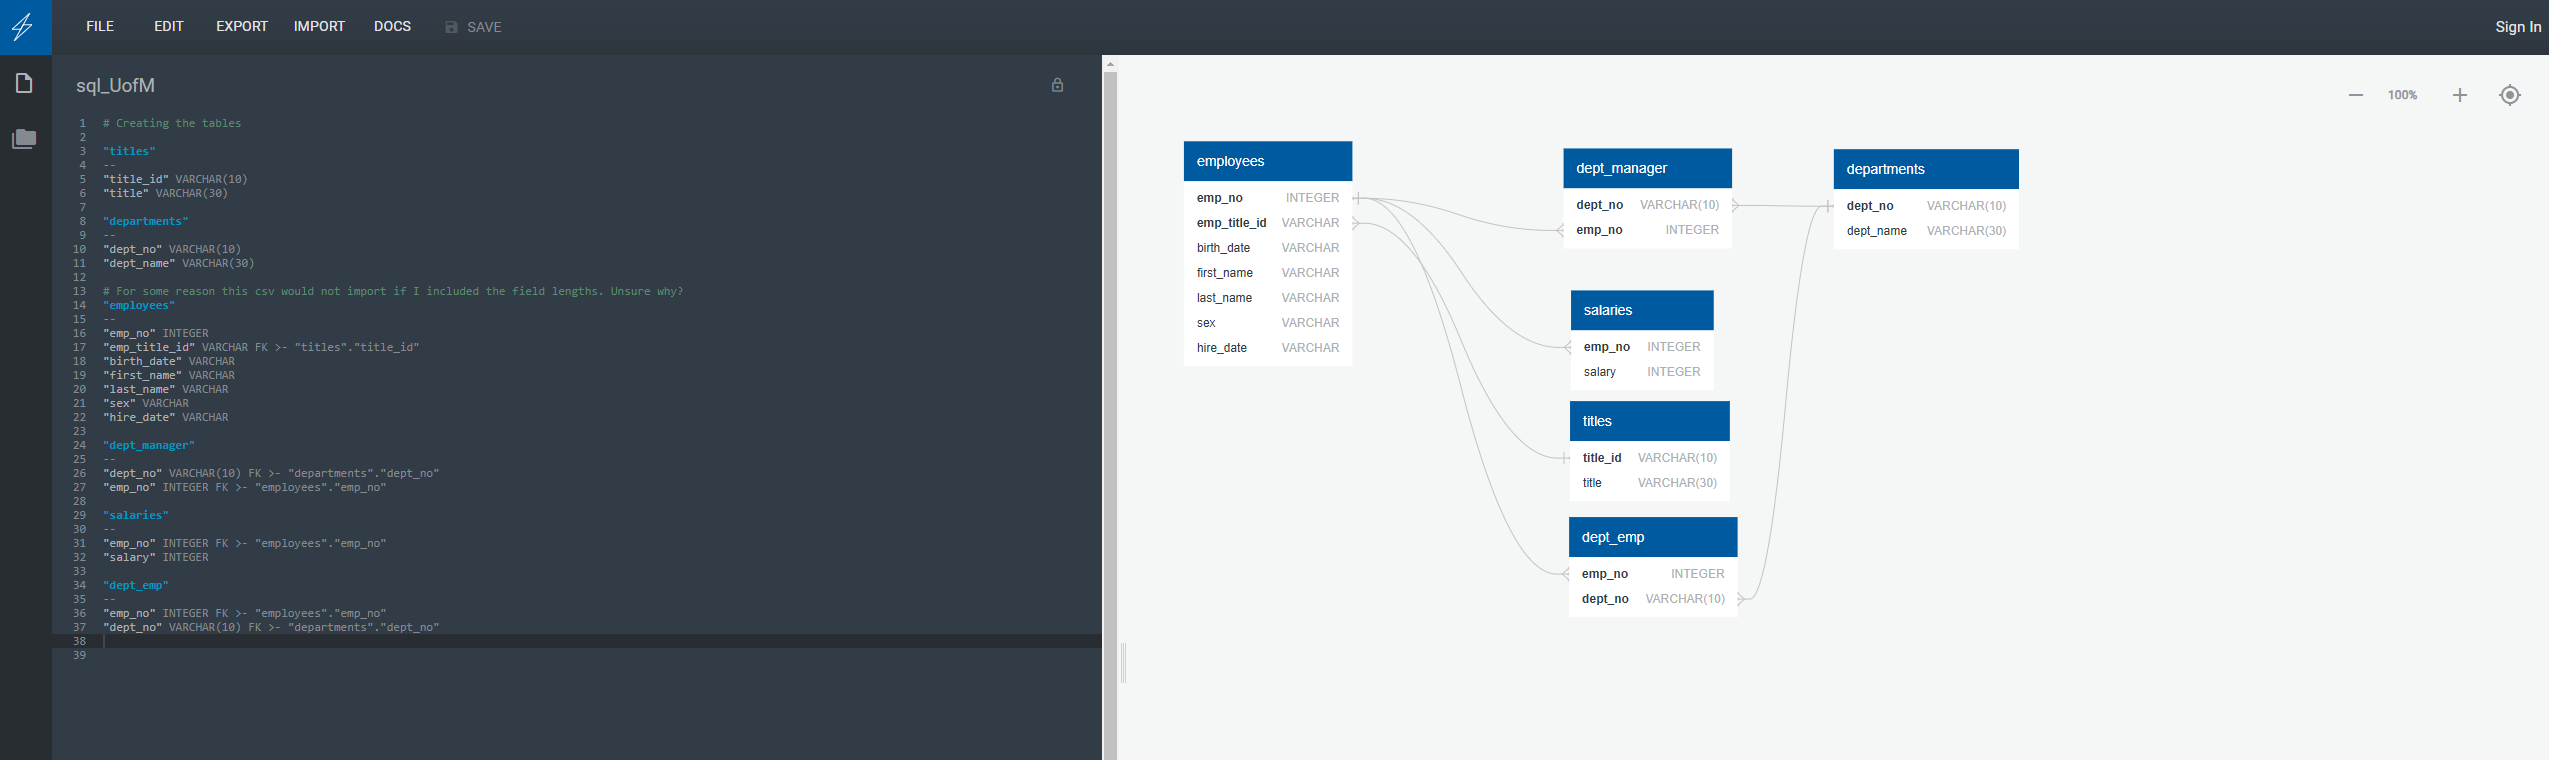 FILE EDIT EXPORT IMPORT DOCS SAVE Sign In
sql_UofM
1 # Creating the tables
2
3 "titles"
4 --
5 "title_id" VARCHAR(10)
6 "title" VARCHAR(30)
7
8 "departments"
9 --
10 "dept_no" VARCHAR(10)
11 "dept_name" VARCHAR(30)
12
13 # For some reason this csv would not import if I included the field lengths. Unsure why?
14 "employees"
15 --
16 "emp_no" INTEGER
17 "emp_title_id" VARCHAR FK >- "titles"."title_id"
18 "birth_date" VARCHAR
19 "first_name" VARCHAR
20 "last_name" VARCHAR
21 "sex" VARCHAR
22 "hire_date" VARCHAR
23
24 "dept_manager"
25 --
26 "dept_no" VARCHAR(10) FK >- "departments"."dept_no"
27 "emp_no" INTEGER FK >- "employees"."emp_no"
28
29 "salaries"
30 --
31 "emp_no" INTEGER FK >- "employees"."emp_no"
32 "salary" INTEGER
33
34 "dept_emp"
35 --
36 "emp_no" INTEGER FK >- "employees"."emp_no"
37 "dept_no" VARCHAR(10) FK >- "departments"."dept_no"
38
39
100%
employees
emp_no INTEGER
emp_title_id VARCHAR
birth_date VARCHAR
first_name VARCHAR
last_name VARCHAR
sex VARCHAR
hire_date VARCHAR
dept_manager
dept_no VARCHAR(10)
emp_no INTEGER
departments
dept_no VARCHAR(10)
dept_name VARCHAR(30)
salaries
emp_no INTEGER
salary INTEGER
titles
title_id VARCHAR(10)
title VARCHAR(30)
dept_emp
emp_no INTEGER
dept_no VARCHAR(10)